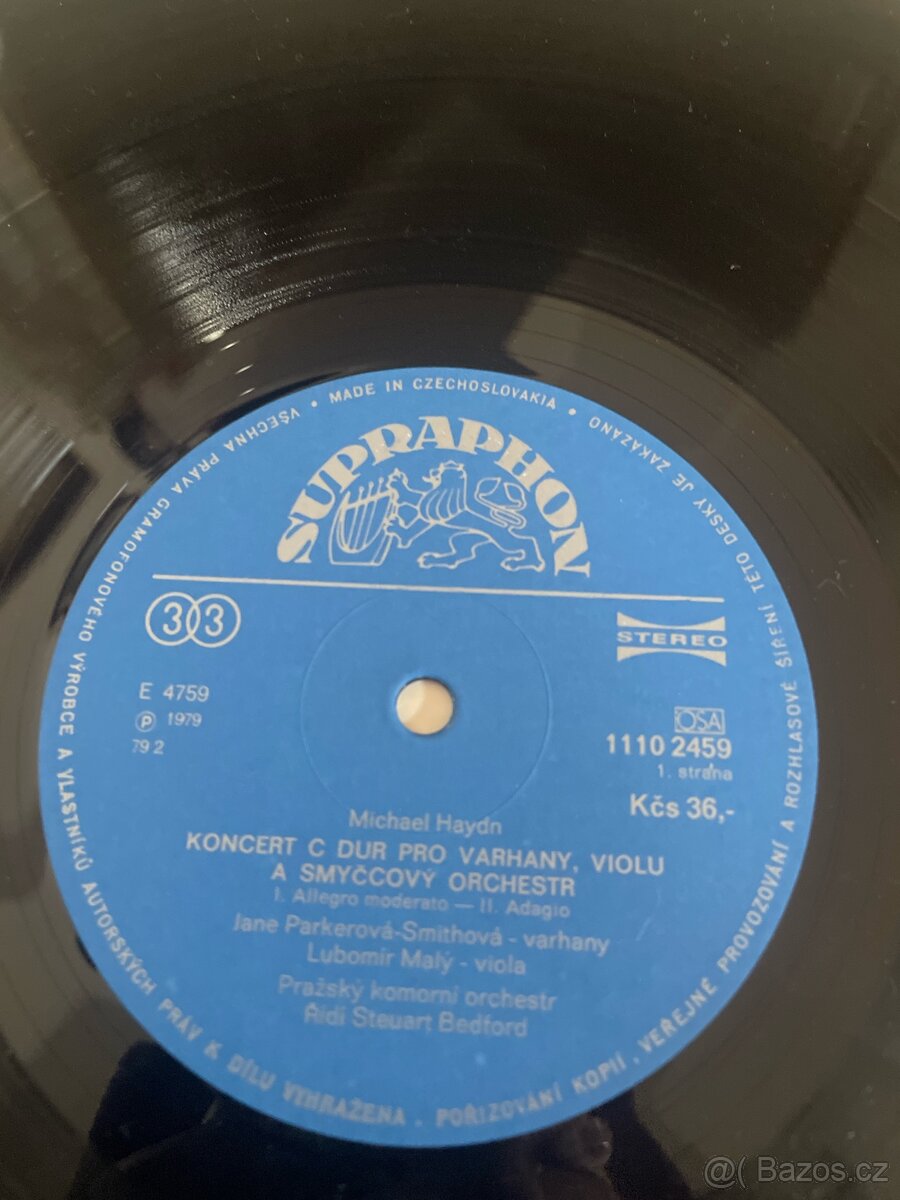 VŠECHNA PRÁVA GRAMOFONOVÉHO VÝROBCE A VLASTNÍKŮ AUTORSKÝCH PRÁV K DÍLU VYHRAŽENA . POŘIZOVÁNÍ KOPIÍ , VEŘEJNÉ PROVOZOVÁNÍ A ROZHLASOVÉ ŠÍŘENÍ TÉTO DESKY JE ZAKÁZÁNO • MADE IN CZECHOSLOVAKIA •
SUPRAPHON
33
STEREO
E 4759
℗ 1979
79 2
OSA
1110 2459
1. strana
Kčs 36,-
Michael Haydn
KONCERT C DUR PRO VARHANY, VIOLU
A SMYČCOVÝ ORCHESTR
I. Allegro moderato — II. Adagio
Jane Parkerová-Smithová - varhany
Lubomír Malý - viola
Pražský komorní orchestr
Řídí Steuart Bedford
@( Bazoš.cz